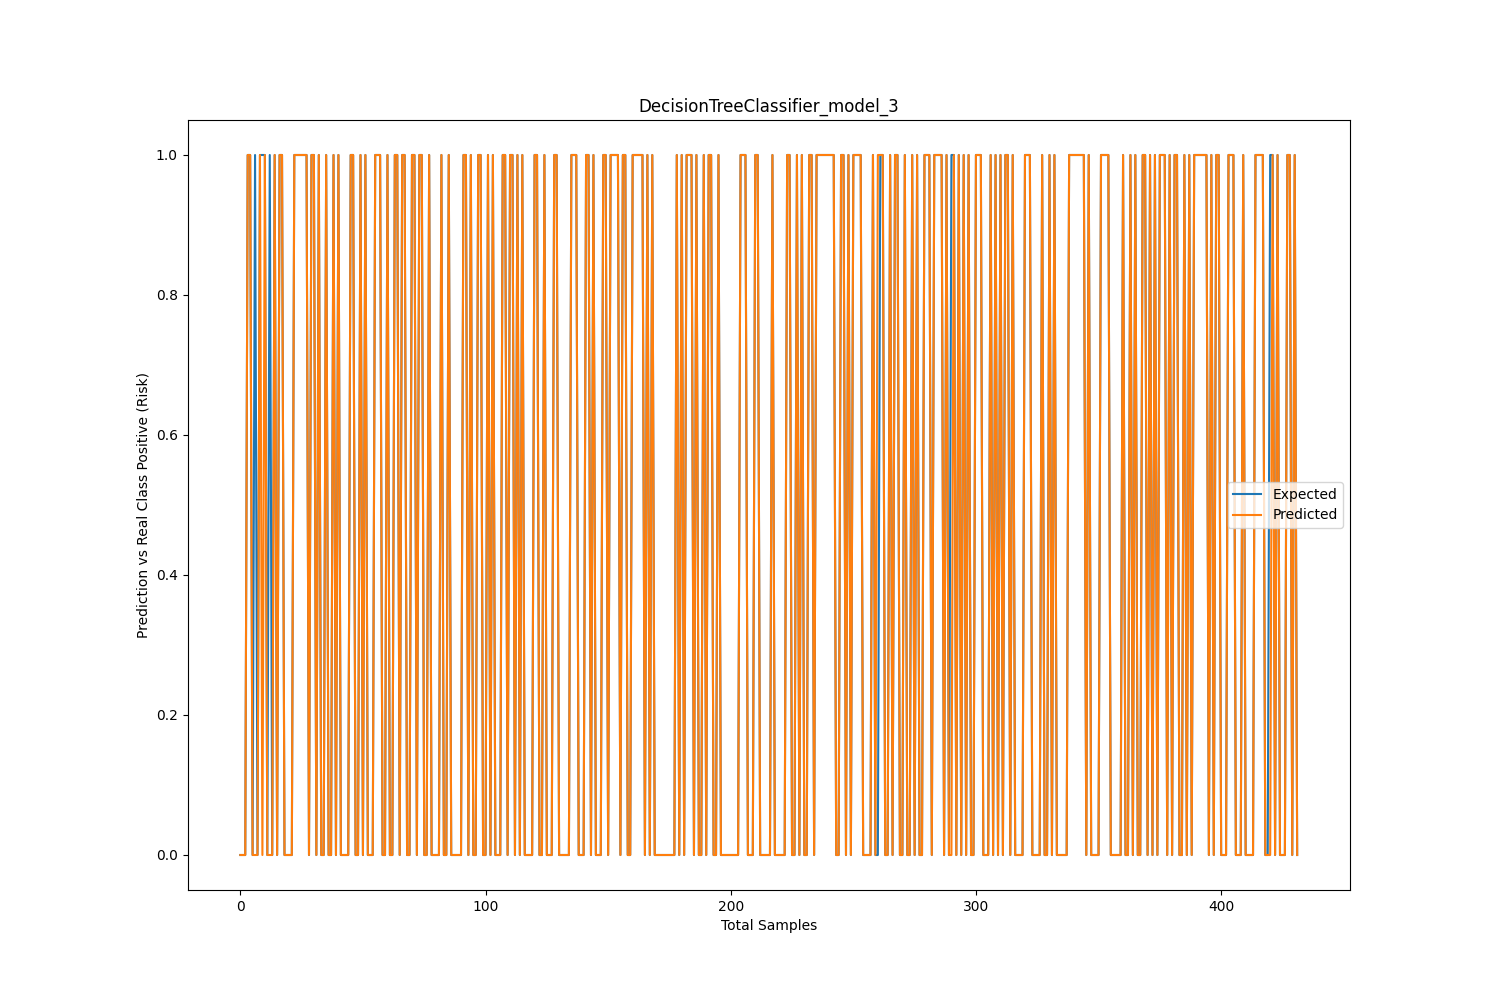 DecisionTreeClassifier_model_3
Prediction vs Real Class Positive (Risk)
1.0
0.8
0.6
0.4
0.2
0.0
Expected
Predicted
0 100 200 300 400
Total Samples